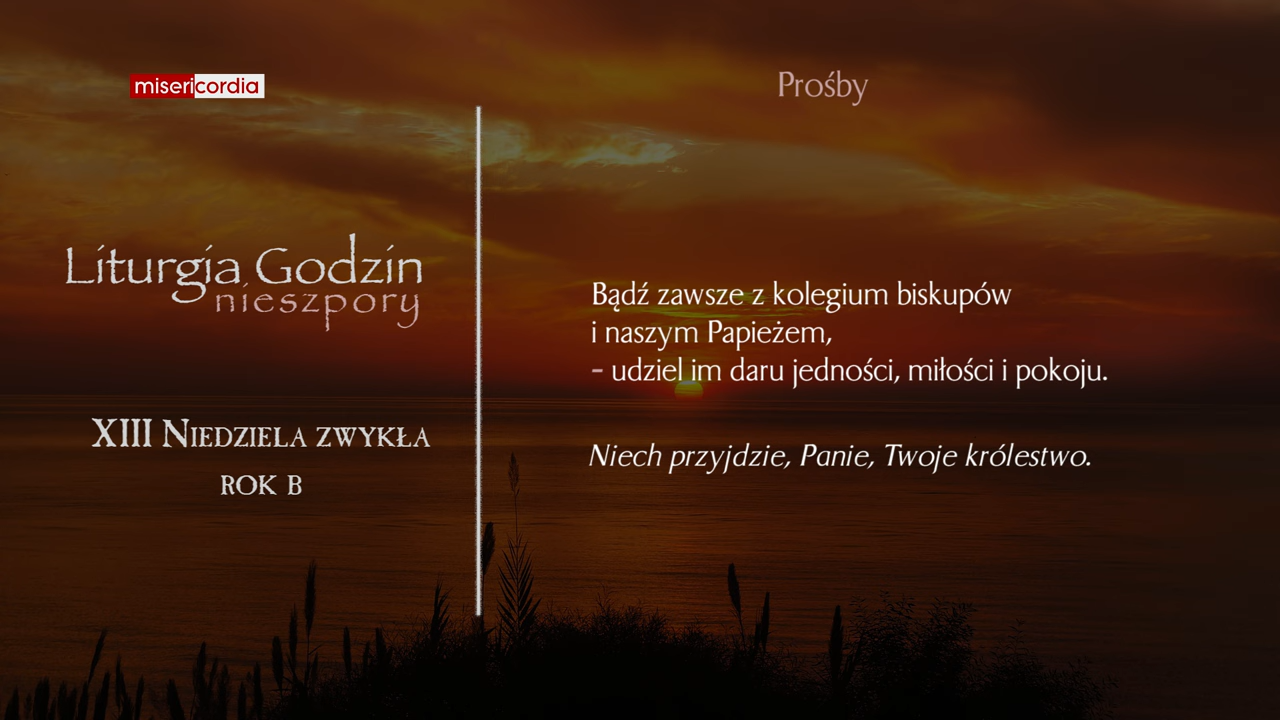 misericordia
Liturgia Godzin
nieszpory
XIII Niedziela zwykła
rok B
Prośby
Bądź zawsze z kolegium biskupów
i naszym Papieżem,
- udziel im daru jedności, miłości i pokoju.
Niech przyjdzie, Panie, Twoje królestwo.